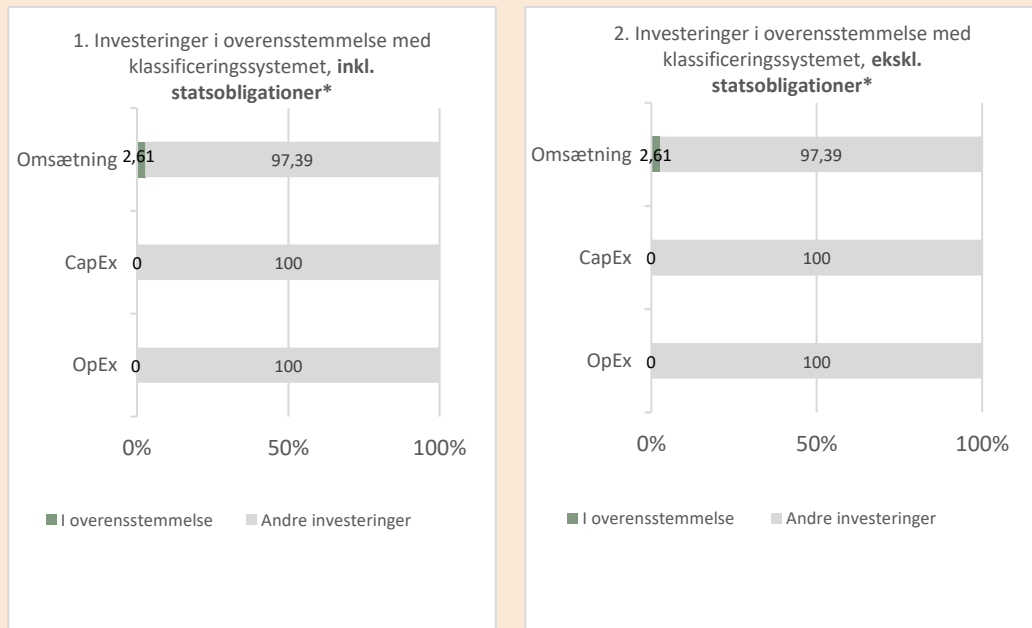 1. Investeringer i overensstemmelse med
klassificeringssystemet, inkl.
statsobligationer*
Omsætning 2,61 97,39
CapEx 0 100
OpEx 0 100
0% 50% 100%
I overensstemmelse Andre investeringer
2. Investeringer i overensstemmelse med
klassificeringssystemet, ekskl.
statsobligationer*
Omsætning 2,61 97,39
CapEx 0 100
OpEx 0 100
0% 50% 100%
I overensstemmelse Andre investeringer